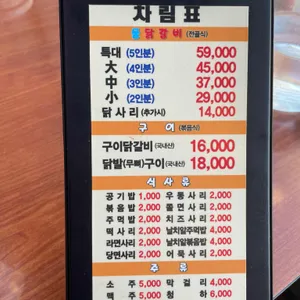 차림표
물닭갈비 (전골식)
특대 (5인분) 59,000
大 (4인분) 45,000
中 (3인분) 37,000
小 (2인분) 29,000
닭사리 (추가시) 14,000
구 이 (볶음식)
구이닭갈비 (국내산) 16,000
닭발(무뼈)구이 (국내산) 18,000
식 사 류
공기밥 1,000 우동사리 2,000
볶음밥 2,000 쫄면사리 2,000
주먹밥 2,000 치즈사리 2,000
떡사리 2,000 날치알주먹밥 4,000
라면사리 2,000 날치알볶음밥 4,000
당면사리 2,000 어묵사리 2,000
주 류
소 주 5,000 막걸리 4,000
맥 주 5,000 청 하 6,000